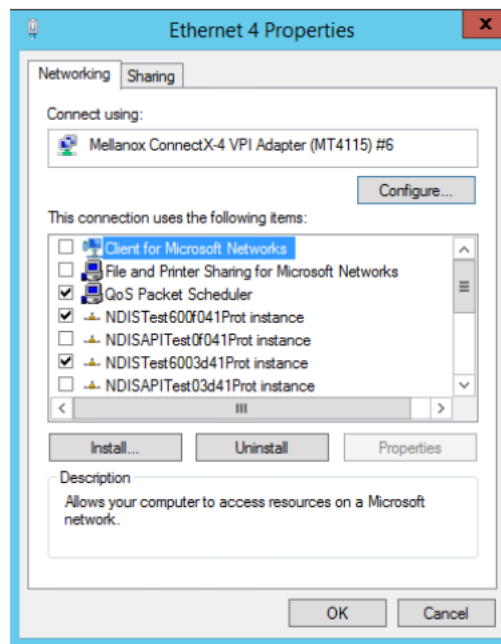 Ethernet 4 Properties
x
Networking Sharing
Connect using:
Mellanox ConnectX-4 VPI Adapter (MT4115) #6
Configure...
This connection uses the following items:
Client for Microsoft Networks
File and Printer Sharing for Microsoft Networks
QoS Packet Scheduler
NDISTest600f041Prot instance
NDISAPITest0f041Prot instance
NDISTest6003d41Prot instance
NDISAPITest03d41Prot instance
Install... Uninstall Properties
Description
Allows your computer to access resources on a Microsoft
network.
OK Cancel